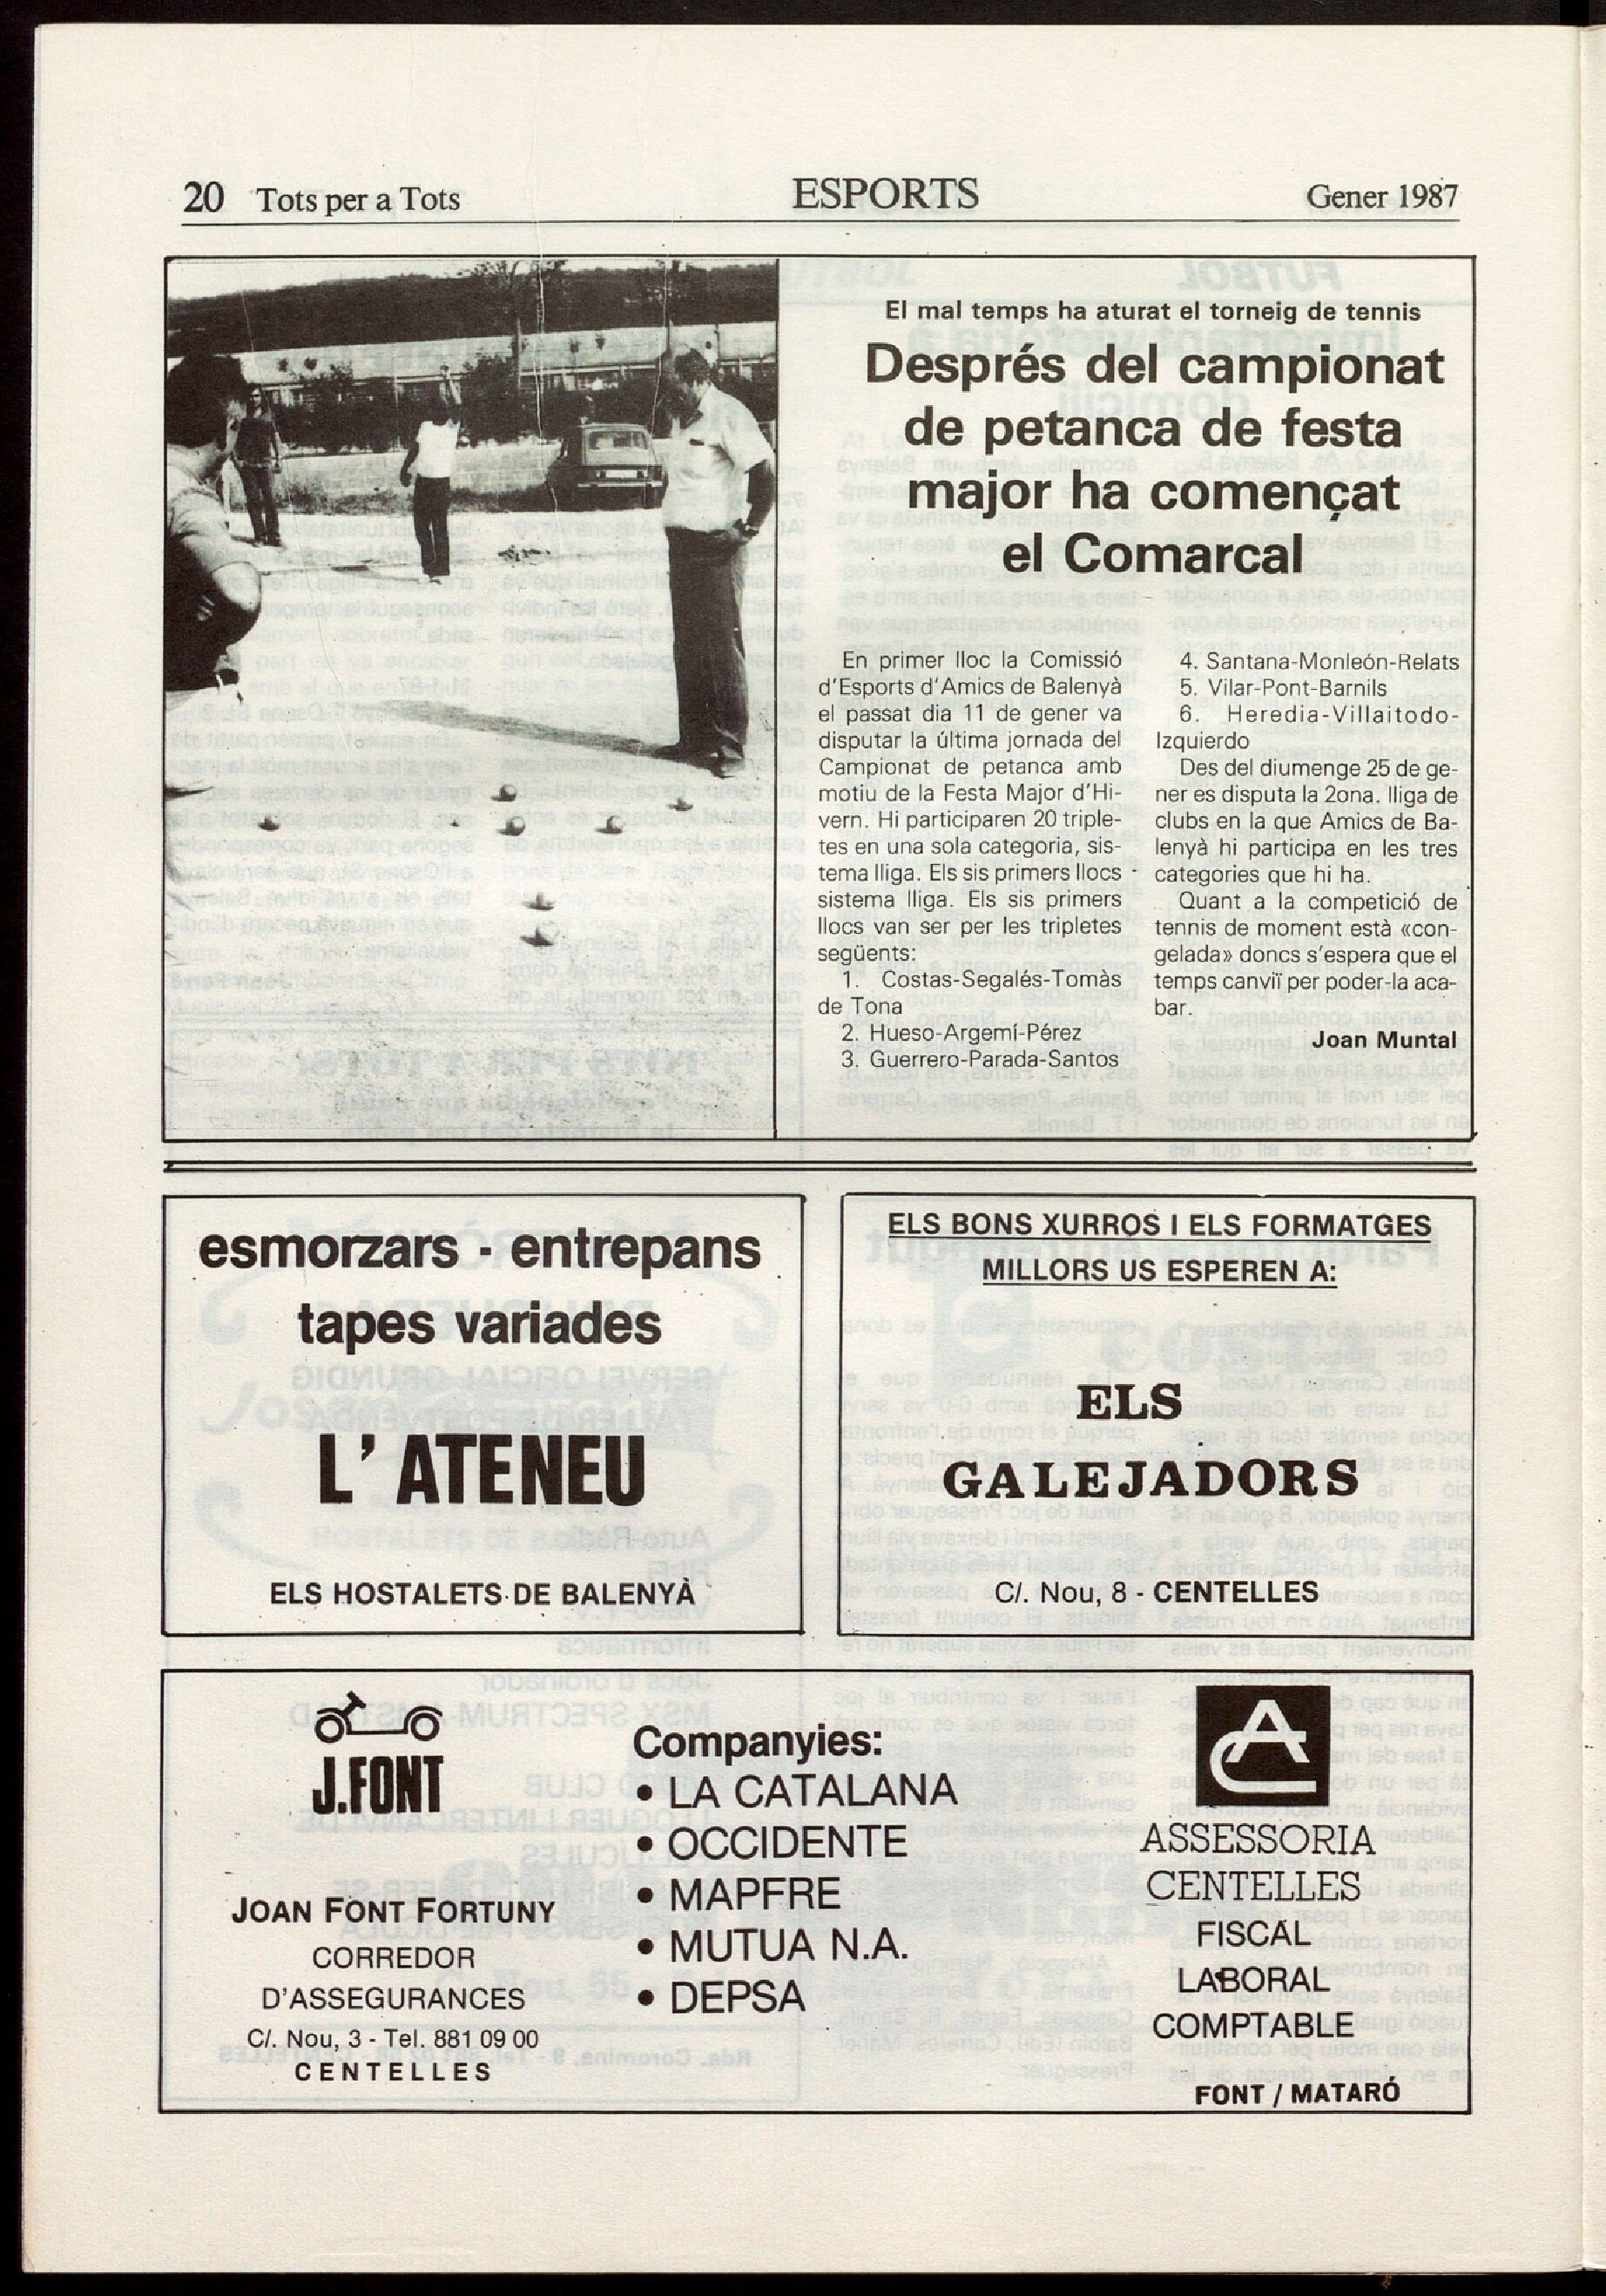 20 Tots per a Tots
ESPORTS
Gener 1987
El mal temps ha aturat el torneig de tennis
Després del campionat
de petanca de festa
major ha començat
el Comarcal
En primer lloc la Comissió
d'Esports d'Amics de Balenyà
el passat dia 11 de gener va
disputar la última jornada del
Campionat de petanca amb
motiu de la Festa Major d'Hi-
vern. Hi participaren 20 triple-
tes en una sola categoria, sis-
tema lliga. Els sis primers llocs
sistema lliga. Els sis primers
llocs van ser per les tripletes
següents:
1. Costas-Segalés-Tomàs
de Tona
2. Hueso-Argemí-Pérez
3. Guerrero-Parada-Santos
4. Santana-Monleón-Relats
5. Vilar-Pont-Barnils
6. Heredia-Villaitodo-
Izquierdo
Des del diumenge 25 de ge-
ner es disputa la 2ona. lliga de
clubs en la que Amics de Ba-
lenyà hi participa en les tres
categories que hi ha.
Quant a la competició de
tennis de moment està «con-
gelada» doncs s'espera que el
temps canviï per poder-la aca-
bar.
Joan Muntal
esmorzars - entrepans
tapes variades
L' ATENEU
ELS HOSTALETS DE BALENYÀ
ELS BONS XURROS I ELS FORMATGES
MILLORS US ESPEREN A:
ELS
GALEJADORS
C/. Nou, 8 - CENTELLES
J.FONT
JOAN FONT FORTUNY
CORREDOR
D'ASSEGURANCES
C/. Nou, 3 - Tel. 881 09 00
CENTELLES
Companyies:
• LA CATALANA
• OCCIDENTE
• MAPFRE
• MUTUA N.A.
• DEPSA
AC
ASSESSORIA
CENTELLES
FISCAL
LABORAL
COMPTABLE
FONT / MATARÓ